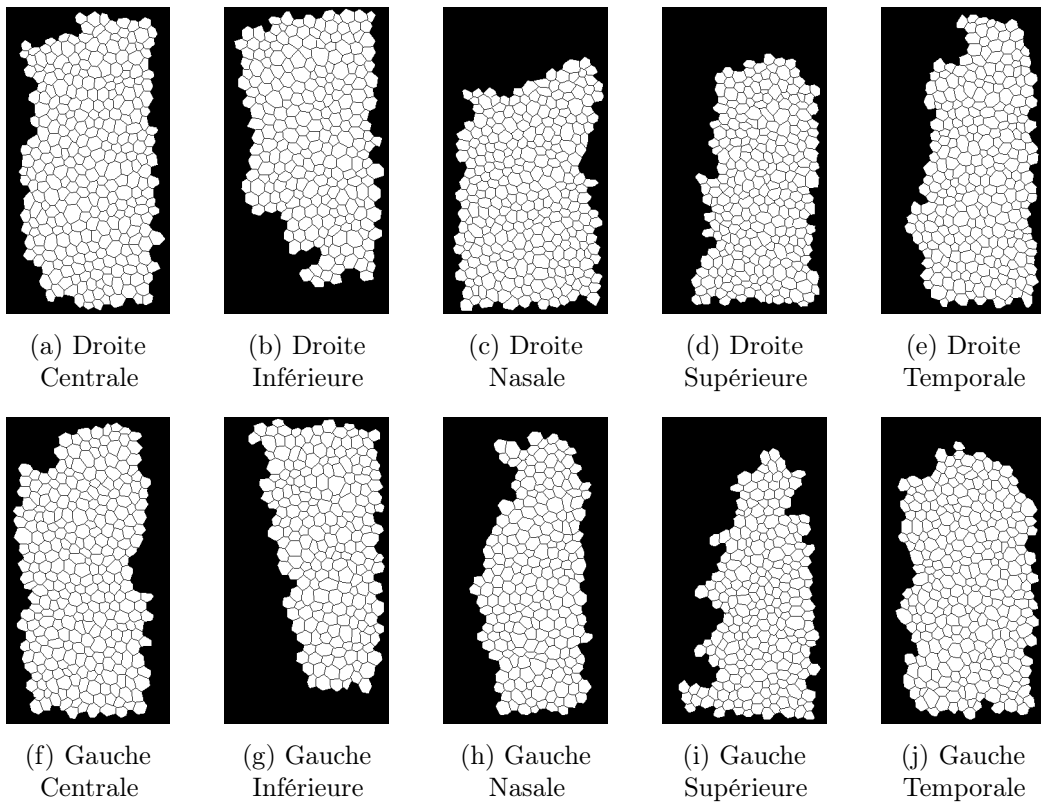 (a) Droite
Centrale
(b) Droite
Inférieure
(c) Droite
Nasale
(d) Droite
Supérieure
(e) Droite
Temporale
(f) Gauche
Centrale
(g) Gauche
Inférieure
(h) Gauche
Nasale
(i) Gauche
Supérieure
(j) Gauche
Temporale